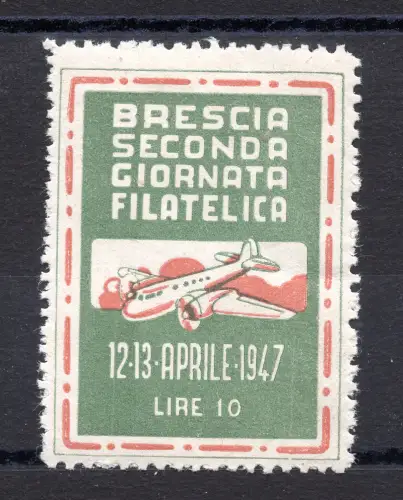 BRESCIA
SECONDA
GIORNATA
FILATELICA
12·13·APRILE·1947
LIRE 10